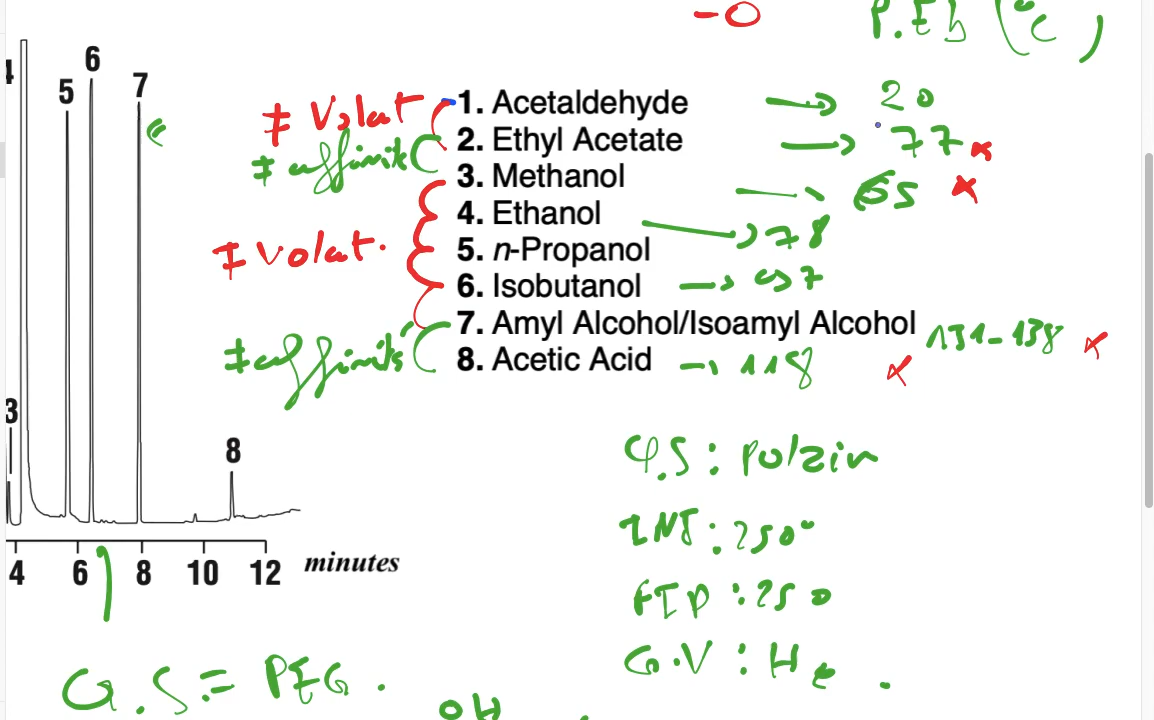 -O
P.Eb (°C)
4
5
6
7
≠ Volat
≠ affinité
1. Acetaldehyde → 20
2. Ethyl Acetate → 77 x
3. Methanol → 65 x
4. Ethanol → 78
≠ Volat.
5. n-Propanol
6. Isobutanol →
7. Amyl Alcohol/Isoamyl Alcohol 131-138 x
≠ affinité
8. Acetic Acid → 118 x
3
8
4 6 8 10 12 minutes
INJ: 250°
FID: 250
G.V: He.
PEG.
OH